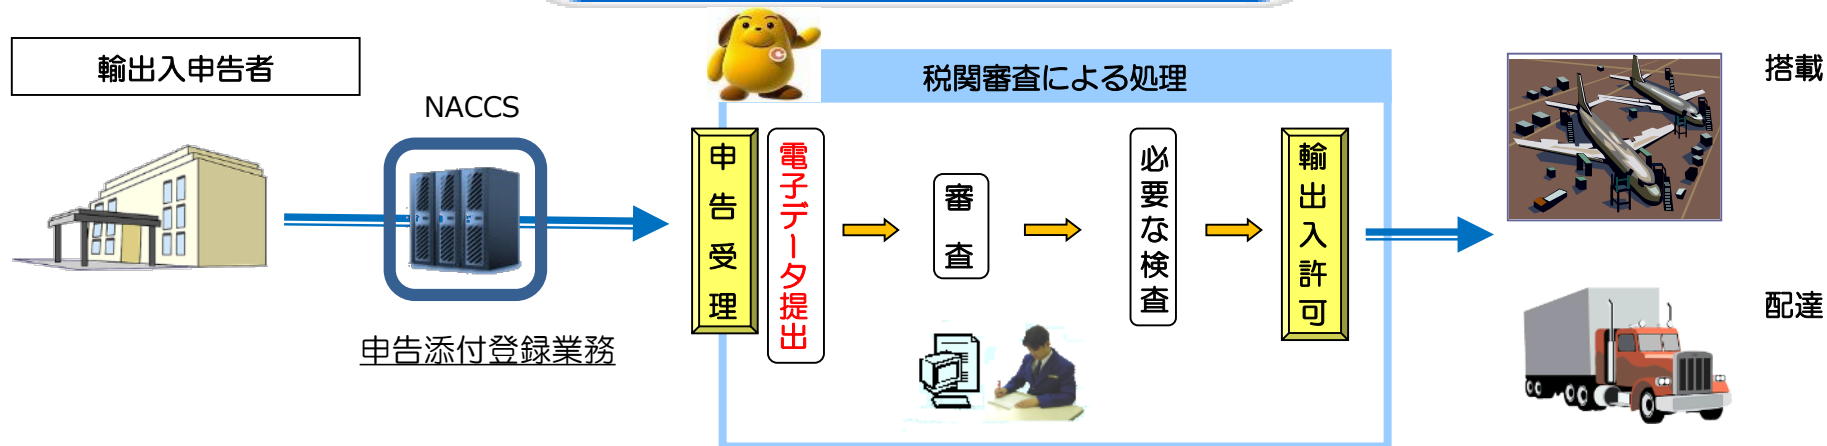 輸出入申告者
NACCS
申告添付登録業務
税関審査による処理
申告受理
電子データ提出
審査
必要な検査
輸出入許可
搭載
配達